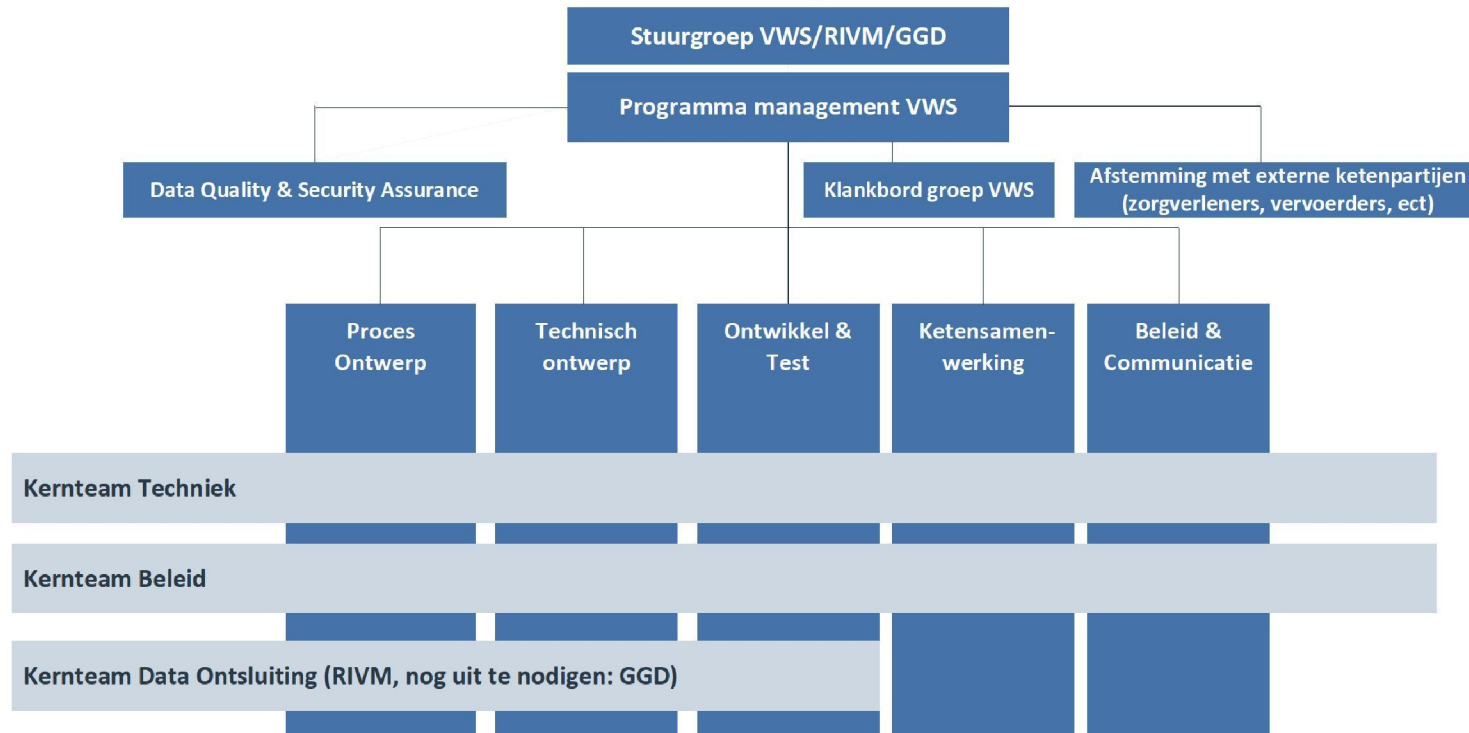 Stuurgroep VWS/RIVM/GGD
Programma management VWS
Data Quality & Security Assurance
Klankbord groep VWS
Afstemming met externe ketenpartijen
(zorgverleners, vervoerders, ect)
Proces
Ontwerp
Technisch
ontwerp
Ontwikkel &
Test
Ketensamen-
werking
Beleid &
Communicatie
Kernteam Techniek
Kernteam Beleid
Kernteam Data Ontsluiting (RIVM, nog uit te nodigen: GGD)